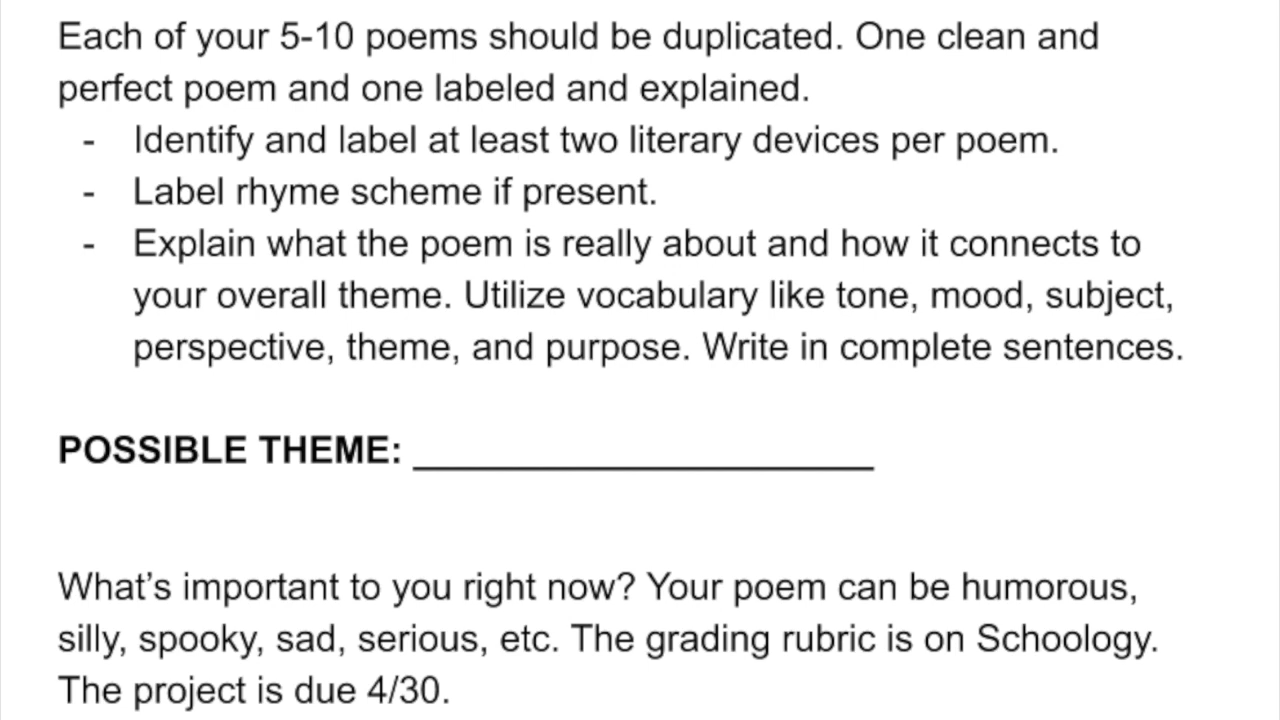 Each of your 5-10 poems should be duplicated. One clean and
perfect poem and one labeled and explained.
- Identify and label at least two literary devices per poem.
- Label rhyme scheme if present.
- Explain what the poem is really about and how it connects to
your overall theme. Utilize vocabulary like tone, mood, subject,
perspective, theme, and purpose. Write in complete sentences.
POSSIBLE THEME: ______________________
What’s important to you right now? Your poem can be humorous,
silly, spooky, sad, serious, etc. The grading rubric is on Schoology.
The project is due 4/30.